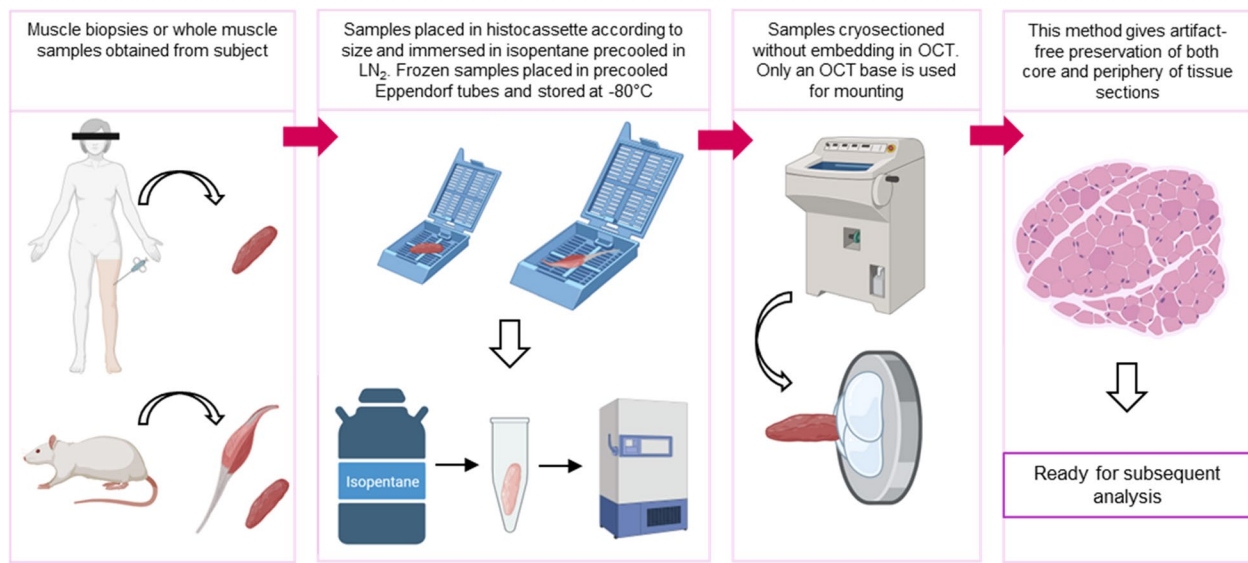 Muscle biopsies or whole muscle
samples obtained from subject
Samples placed in histocassette according to
size and immersed in isopentane precooled in
LN₂. Frozen samples placed in precooled
Eppendorf tubes and stored at -80°C
Samples cryosectioned
without embedding in OCT.
Only an OCT base is used
for mounting
This method gives artifact-
free preservation of both
core and periphery of tissue
sections
Isopentane
Ready for subsequent
analysis